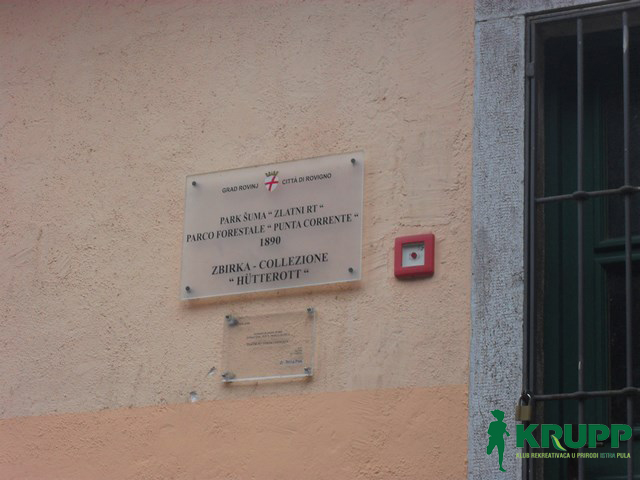 GRAD ROVINJ CITTÀ DI ROVIGNO
PARK ŠUMA " ZLATNI RT "
PARCO FORESTALE " PUNTA CORRENTE "
1890
ZBIRKA - COLLEZIONE
" HÜTTEROTT "
KRUPP
KLUB REKREATIVACA U PRIRODI ISTRA PULA